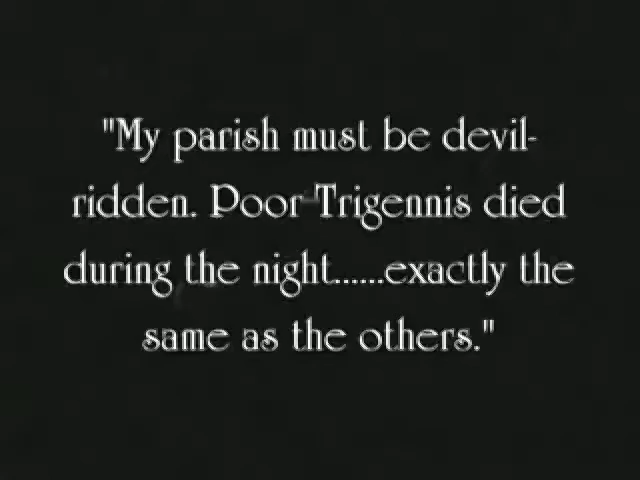 "My parish must be devil-
ridden. Poor Trigennis died
during the night......exactly the
same as the others."